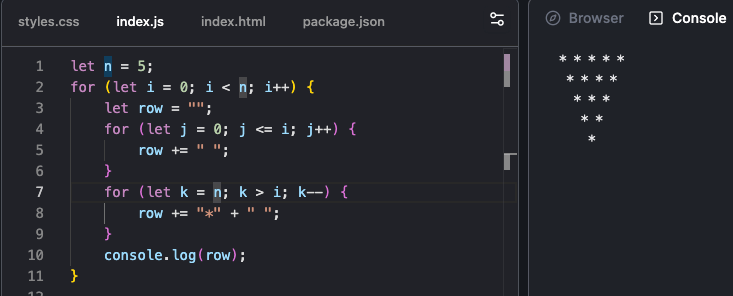 styles.css index.js index.html package.json
1 let n = 5;
2 for (let i = 0; i < n; i++) {
3     let row = "";
4     for (let j = 0; j <= i; j++) {
5         row += " ";
6     }
7     for (let k = n; k > i; k--) {
8         row += "*" + " ";
9     }
10     console.log(row);
11 }
Browser Console
 * * * * *
  * * * *
   * * *
    * *
     *